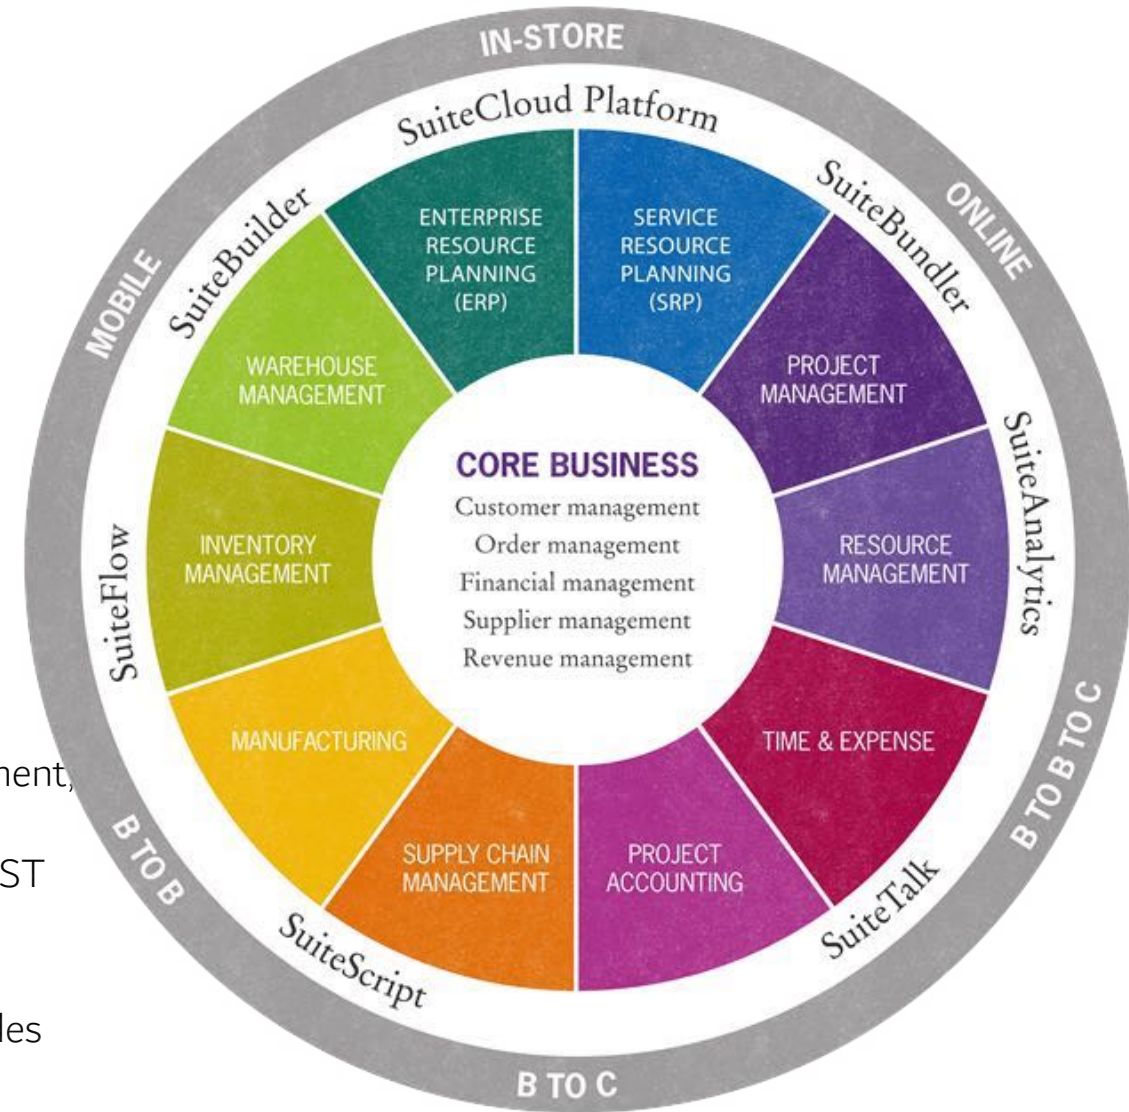 IN-STORE
ONLINE
B TO B TO C
B TO C
B TO B
MOBILE
SuiteCloud Platform
SuiteBundler
SuiteAnalytics
SuiteTalk
SuiteScript
SuiteFlow
SuiteBuilder
ENTERPRISE
RESOURCE
PLANNING
(ERP)
SERVICE
RESOURCE
PLANNING
(SRP)
PROJECT
MANAGEMENT
RESOURCE
MANAGEMENT
TIME & EXPENSE
PROJECT
ACCOUNTING
SUPPLY CHAIN
MANAGEMENT
MANUFACTURING
INVENTORY
MANAGEMENT
WAREHOUSE
MANAGEMENT
CORE BUSINESS
Customer management
Order management
Financial management
Supplier management
Revenue management
ST